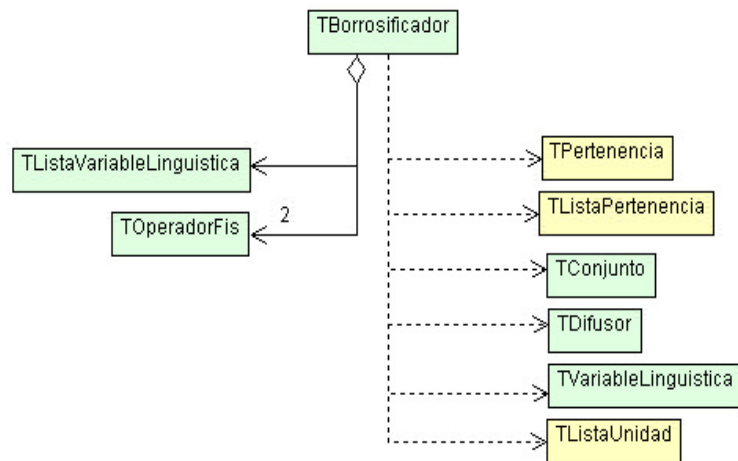 TBorrosificador
TPertenencia
TListaVariableLinguistica
TListaPertenencia
2
TOperadorFis
TConjunto
TDifusor
TVariableLinguistica
TListaUnidad